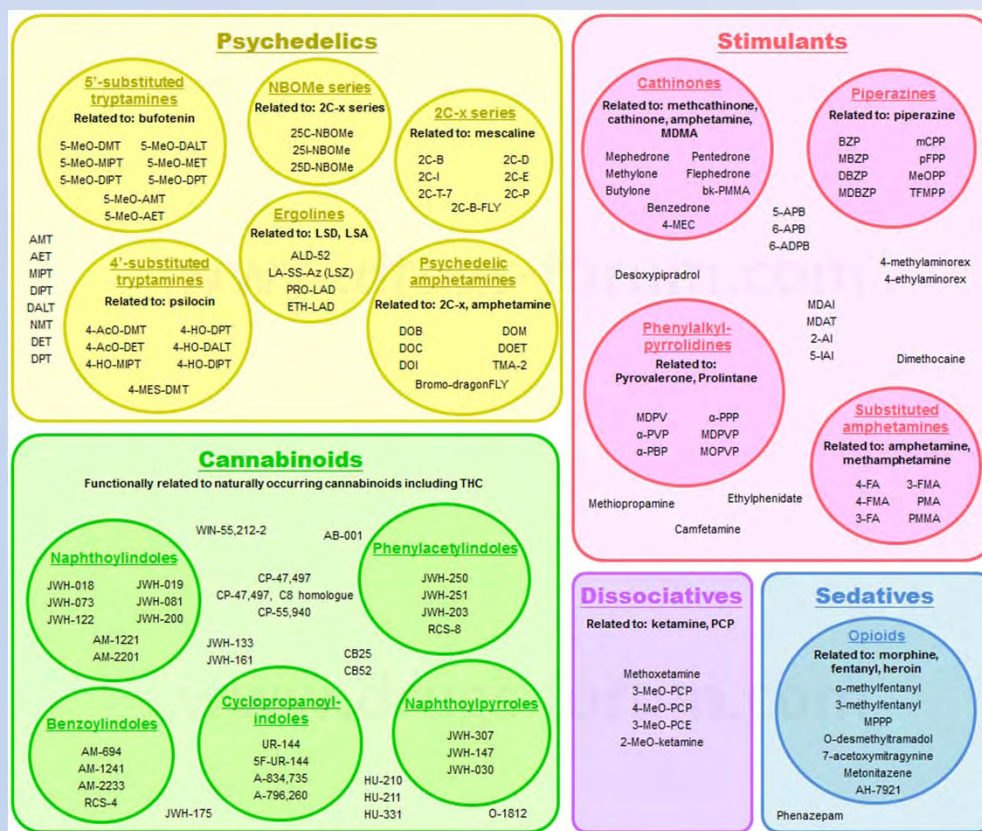 Psychedelics
5'-substituted
tryptamines
Related to: bufotenin
5-MeO-DMT 5-MeO-DALT
5-MeO-MIPT 5-MeO-MET
5-MeO-DIPT 5-MeO-DPT
5-MeO-AMT
5-MeO-AET
NBOMe series
Related to: 2C-x series
25C-NBOMe
25I-NBOMe
25D-NBOMe
2C-x series
Related to: mescaline
2C-B 2C-D
2C-I 2C-E
2C-T-7 2C-P
2C-B-FLY
Ergolines
Related to: LSD, LSA
ALD-52
LA-SS-Az (LSZ)
PRO-LAD
ETH-LAD
AMT
AET
MIPT
DIPT
DALT
NMT
DET
DPT
4'-substituted
tryptamines
Related to: psilocin
4-AcO-DMT 4-HO-DPT
4-AcO-DET 4-HO-DALT
4-HO-MIPT 4-HO-DIPT
4-MES-DMT
Psychedelic
amphetamines
Related to: 2C-x, amphetamine
DOB DOM
DOC DOET
DOI TMA-2
Bromo-dragonFLY
Stimulants
Cathinones
Related to: methcathinone,
cathinone, amphetamine,
MDMA
Mephedrone Pentedrone
Methylone Flephedrone
Butylone bk-PMMA
Benzedrone
4-MEC
Piperazines
Related to: piperazine
BZP mCPP
MBZP pFPP
DBZP MeOPP
MDBZP TFMPP
5-APB
6-APB
6-ADPB
Desoxypipradrol
4-methylaminorex
4-ethylaminorex
MDAI
MDAT
2-AI
5-IAI
Dimethocaine
Phenylalkyl-
pyrrolidines
Related to:
Pyrovalerone, Prolintane
MDPV α-PPP
α-PVP MDPVP
α-PBP MOPVP
Substituted
amphetamines
Related to: amphetamine,
methamphetamine
4-FA 3-FMA
4-FMA PMA
3-FA PMMA
Methiopropamine
Ethylphenidate
Camfetamine
Cannabinoids
Functionally related to naturally occurring cannabinoids including THC
WIN-55,212-2
AB-001
Naphthoylindoles
JWH-018 JWH-019
JWH-073 JWH-081
JWH-122 JWH-200
AM-1221
AM-2201
CP-47,497
CP-47,497, C8 homologue
CP-55,940
Phenylacetylindoles
JWH-250
JWH-251
JWH-203
RCS-8
JWH-133
JWH-161
CB25
CB52
Benzoylindoles
AM-694
AM-1241
AM-2233
RCS-4
Cyclopropanoyl-
indoles
UR-144
5F-UR-144
A-834,735
A-796,260
Naphthoylpyrroles
JWH-307
JWH-147
JWH-030
JWH-175
HU-210
HU-211
HU-331
O-1812
Dissociatives
Related to: ketamine, PCP
Methoxetamine
3-MeO-PCP
4-MeO-PCP
3-MeO-PCE
2-MeO-ketamine
Sedatives
Opioids
Related to: morphine,
fentanyl, heroin
α-methylfentanyl
3-methylfentanyl
MPPP
O-desmethyltramadol
7-acetoxymitragynine
Metonitazene
AH-7921
Phenazepam